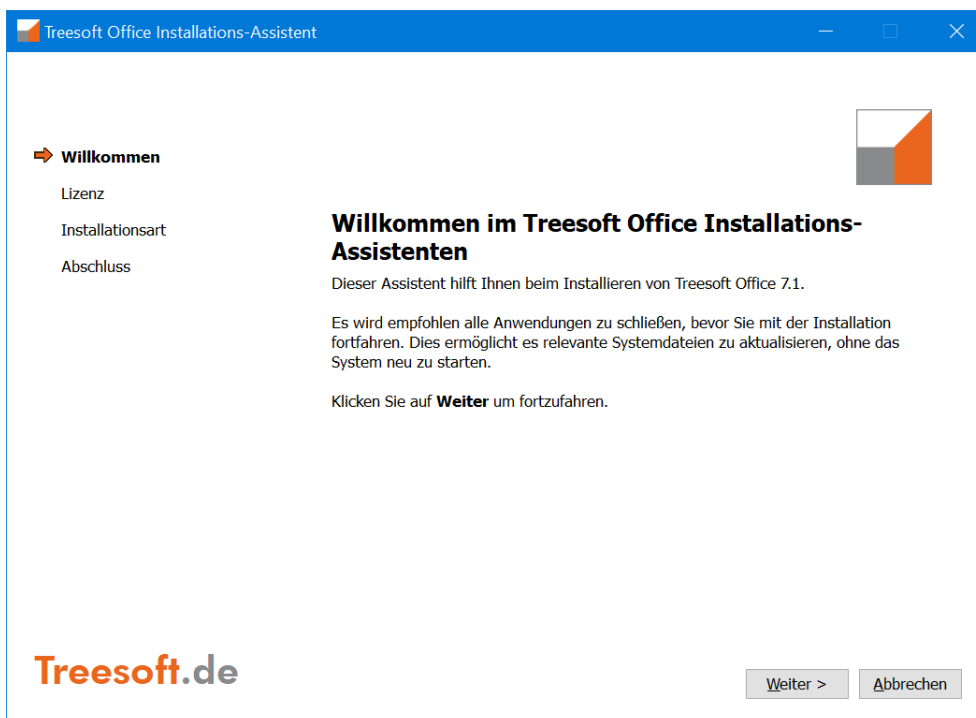 Treesoft Office Installations-Assistent
Willkommen
Lizenz
Installationsart
Abschluss
Willkommen im Treesoft Office Installations-
Assistenten
Dieser Assistent hilft Ihnen beim Installieren von Treesoft Office 7.1.
Es wird empfohlen alle Anwendungen zu schließen, bevor Sie mit der Installation
fortfahren. Dies ermöglicht es relevante Systemdateien zu aktualisieren, ohne das
System neu zu starten.
Klicken Sie auf Weiter um fortzufahren.
Treesoft.de
Weiter >
Abbrechen